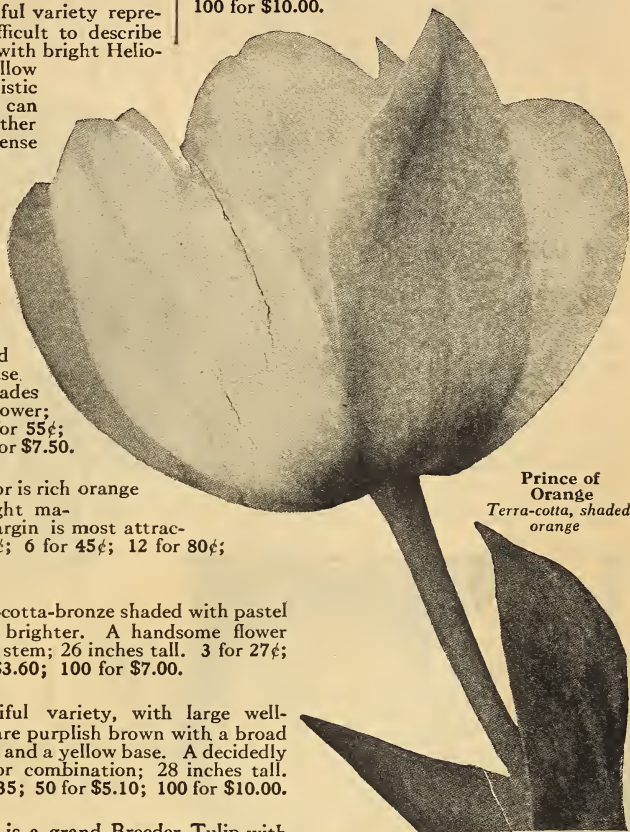 ful variety repre-
fficult to describe
with bright Helio-
llow
istic
can
ther
ense
100 for $10.00.
d
se.
ades
ower;
or 55¢;
or $7.50.
or is rich orange
ght ma-
argin is most attrac-
¢; 6 for 45¢; 12 for 80¢;
Prince of
Orange
Terra-cotta, shaded
orange
-cotta-bronze shaded with pastel
brighter. A handsome flower
stem; 26 inches tall. 3 for 27¢;
$3.60; 100 for $7.00.
iful variety, with large well-
are purplish brown with a broad
and a yellow base. A decidedly
or combination; 28 inches tall.
35; 50 for $5.10; 100 for $10.00.
is a grand Breeder Tulip with